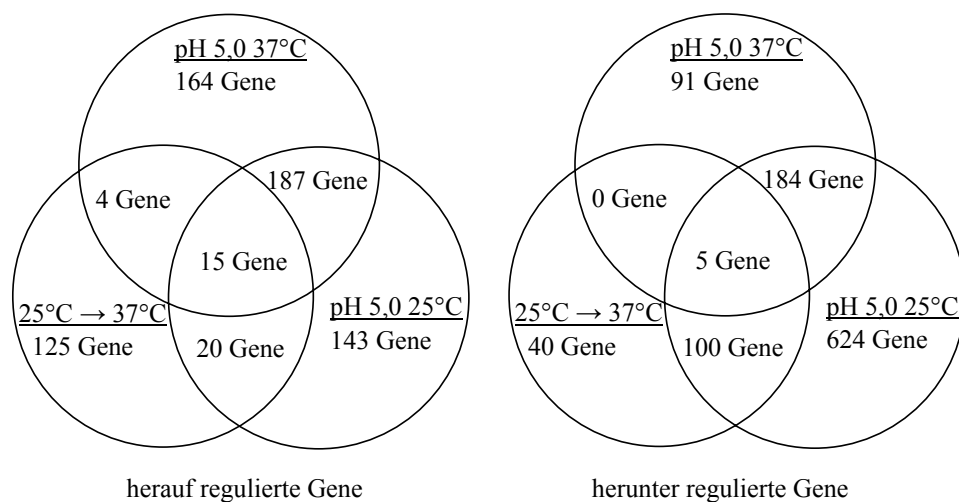 pH 5,0 37°C
164 Gene
4 Gene
187 Gene
15 Gene
25°C → 37°C
125 Gene
20 Gene
pH 5,0 25°C
143 Gene
herauf regulierte Gene
pH 5,0 37°C
91 Gene
0 Gene
184 Gene
5 Gene
25°C → 37°C
40 Gene
100 Gene
pH 5,0 25°C
624 Gene
herunter regulierte Gene